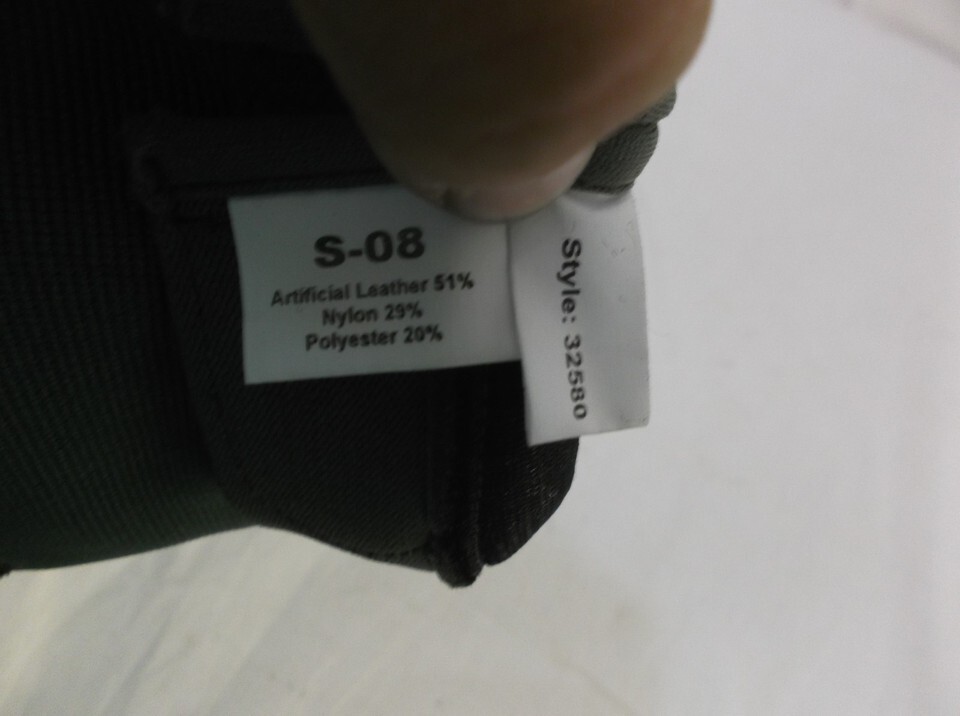 S-08
Artificial Leather 51%
Nylon 29%
Polyester 20%
Style: 32580